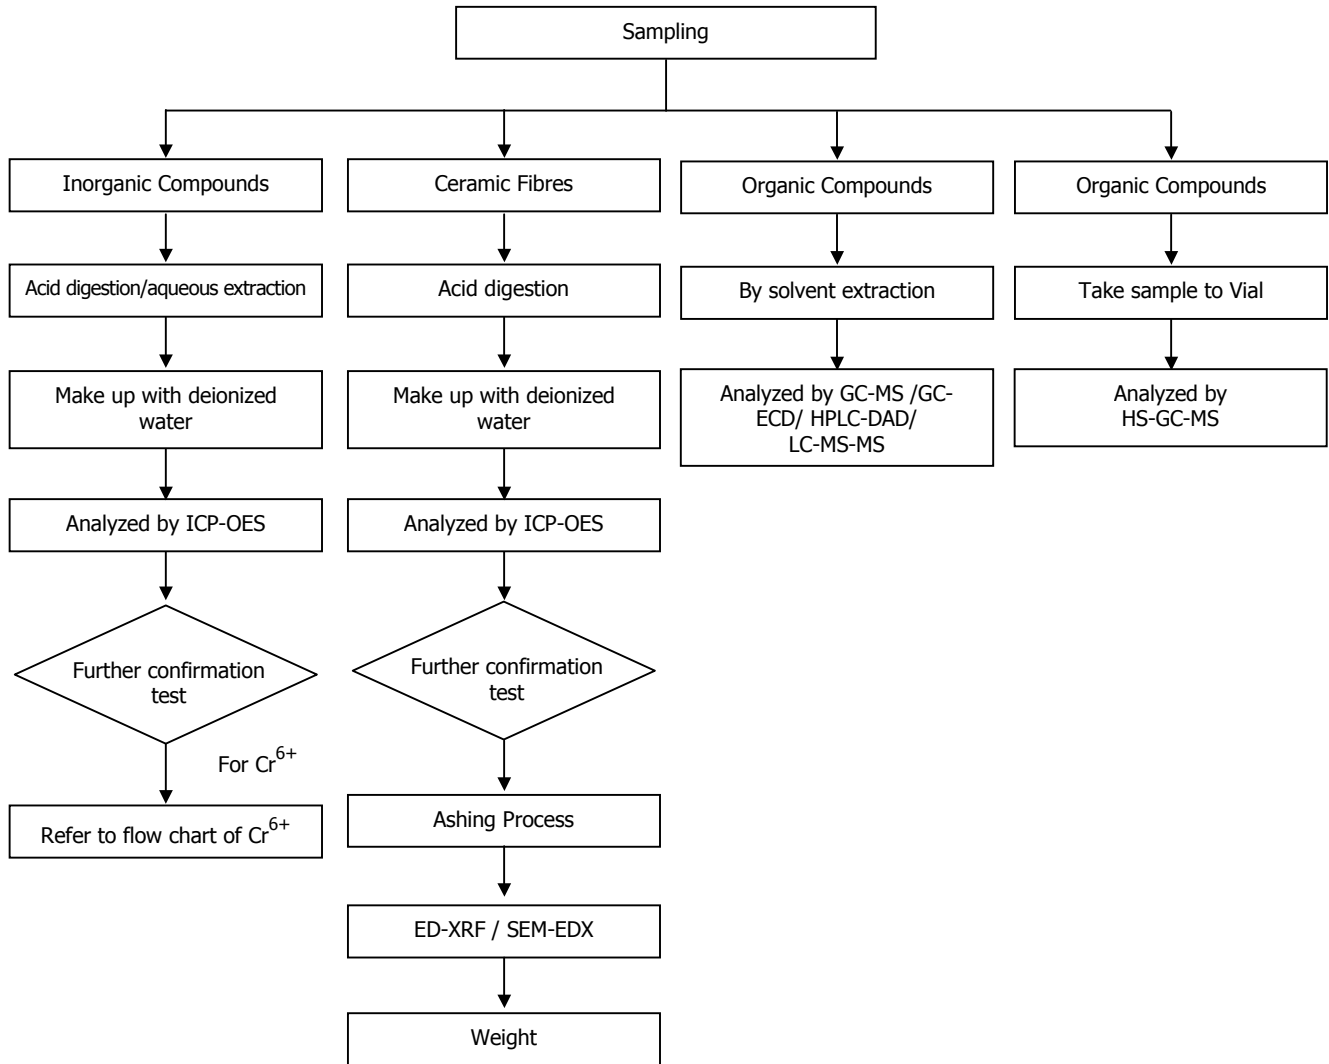 Sampling
Inorganic Compounds
Acid digestion/aqueous extraction
Make up with deionized
water
Analyzed by ICP-OES
Further confirmation
test
For Cr⁶⁺
Refer to flow chart of Cr⁶⁺
Ceramic Fibres
Acid digestion
Make up with deionized
water
Analyzed by ICP-OES
Further confirmation
test
Ashing Process
ED-XRF / SEM-EDX
Weight
Organic Compounds
By solvent extraction
Analyzed by GC-MS /GC-
ECD/ HPLC-DAD/
LC-MS-MS
Organic Compounds
Take sample to Vial
Analyzed by
HS-GC-MS